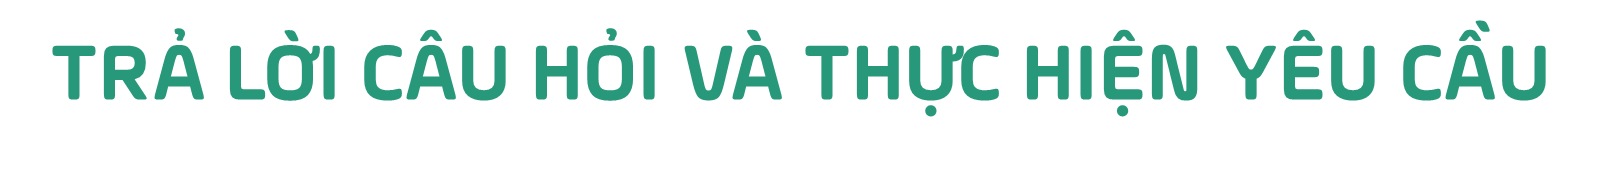 TRẢ LỜI CÂU HỎI VÀ THỰC HIỆN YÊU CẦU